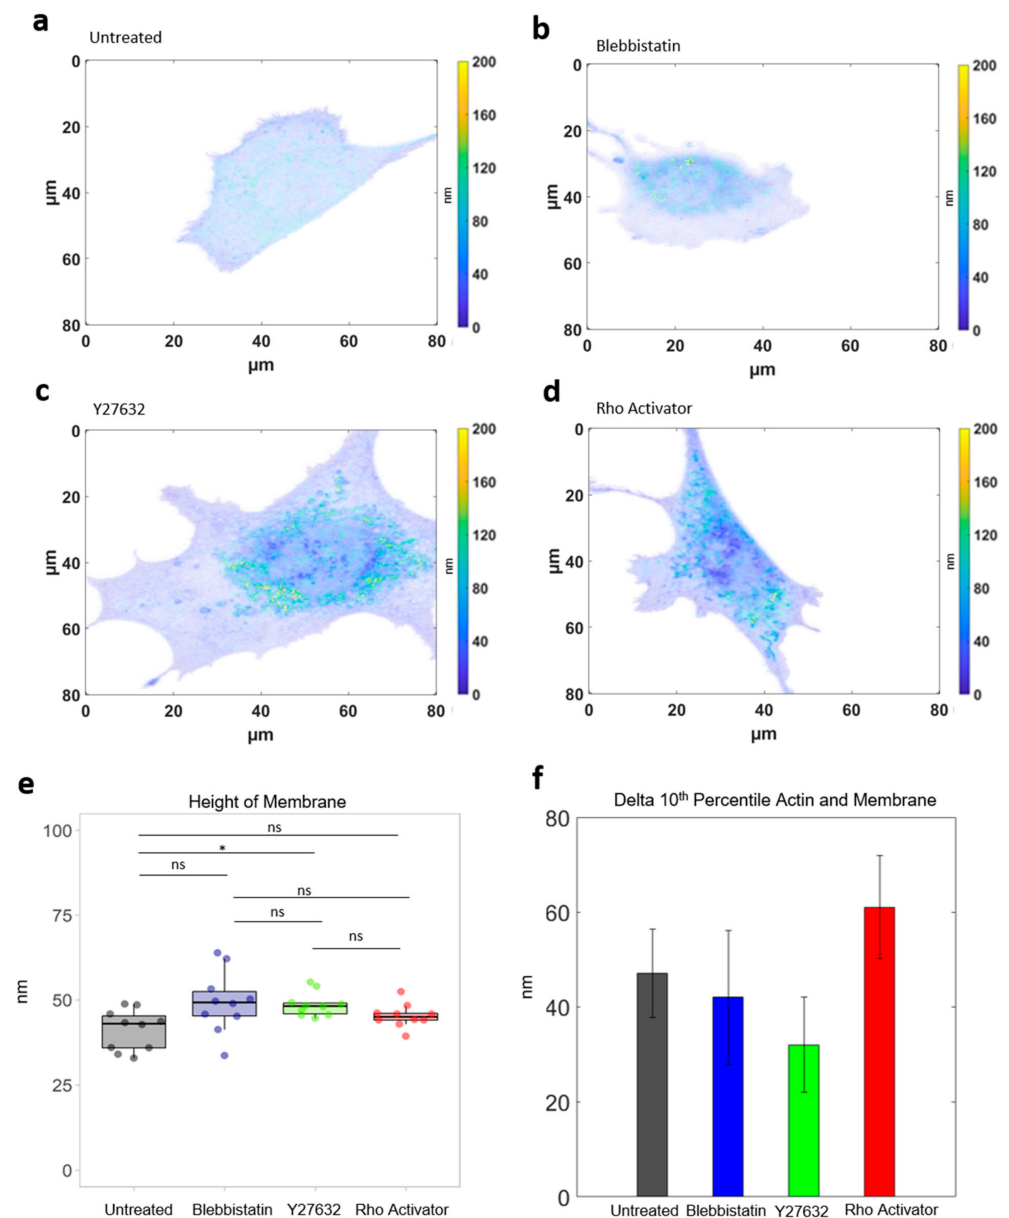 a
Untreated
0
20
40
60
80
µm
0 20 40 60 80
µm
200
160
120
80
40
0
nm
b
Blebbistatin
0
20
40
60
80
µm
0 20 40 60 80
µm
200
160
120
80
40
0
nm
c
Y27632
0
20
40
60
80
µm
0 20 40 60 80
µm
200
160
120
80
40
0
nm
d
Rho Activator
0
20
40
60
80
µm
0 20 40 60 80
µm
200
160
120
80
40
0
nm
e
Height of Membrane
100
75
50
25
0
nm
ns
*
ns
ns
ns
ns
Untreated Blebbistatin Y27632 Rho Activator
f
Delta 10th Percentile Actin and Membrane
80
60
40
20
0
nm
Untreated Blebbistatin Y27632 Rho Activator